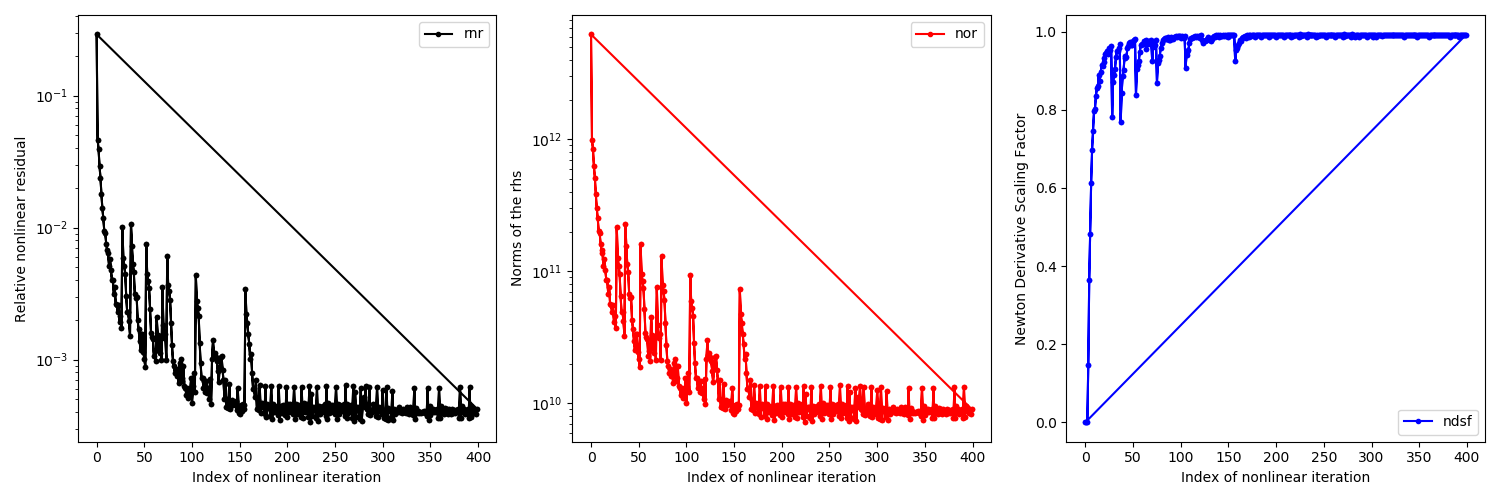 rnr
Relative nonlinear residual
10⁻¹
10⁻²
10⁻³
0 50 100 150 200 250 300 350 400
Index of nonlinear iteration
nor
Norms of the rhs
10¹²
10¹¹
10¹⁰
0 50 100 150 200 250 300 350 400
Index of nonlinear iteration
ndsf
Newton Derivative Scaling Factor
1.0
0.8
0.6
0.4
0.2
0.0
0 50 100 150 200 250 300 350 400
Index of nonlinear iteration